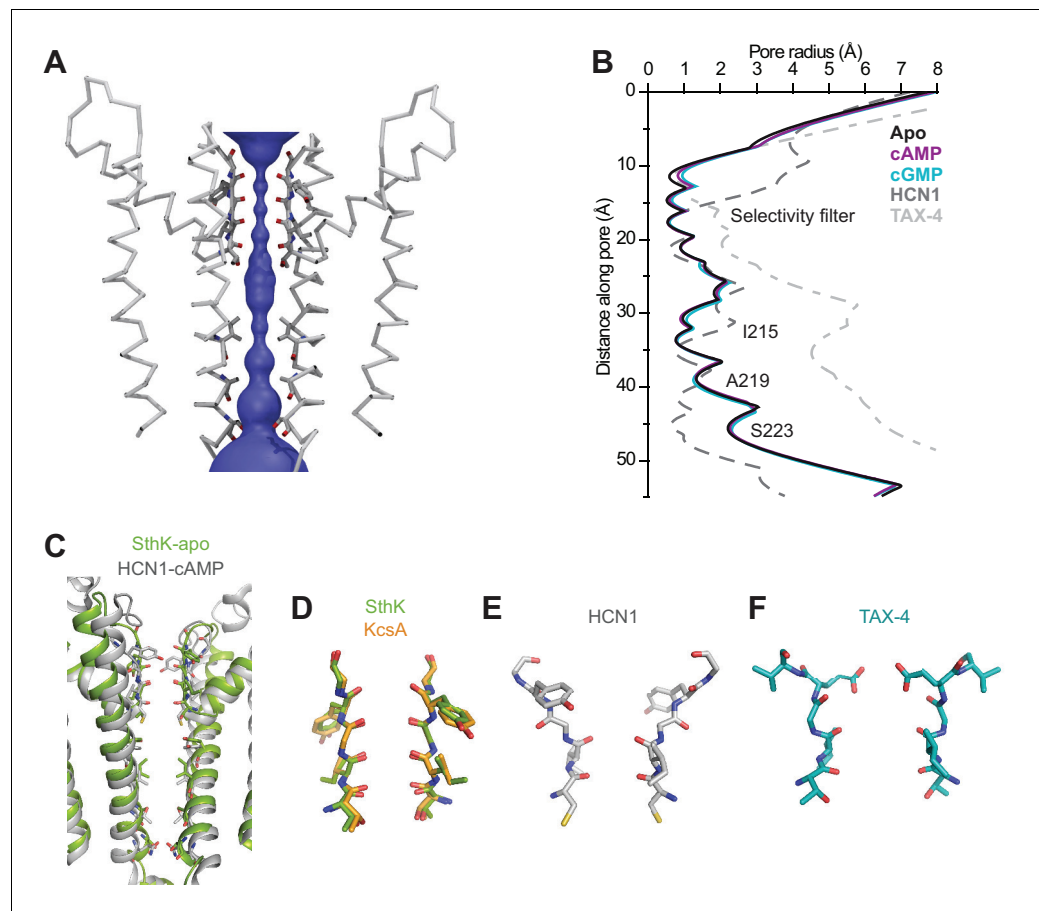 A
B
Pore radius (Å)
0 1 2 3 4 5 6 7 8
Distance along pore (Å)
0
10
20
30
40
50
Apo
cAMP
cGMP
HCN1
TAX-4
Selectivity filter
I215
A219
S223
C
SthK-apo
HCN1-cAMP
D
SthK
KcsA
E
HCN1
F
TAX-4